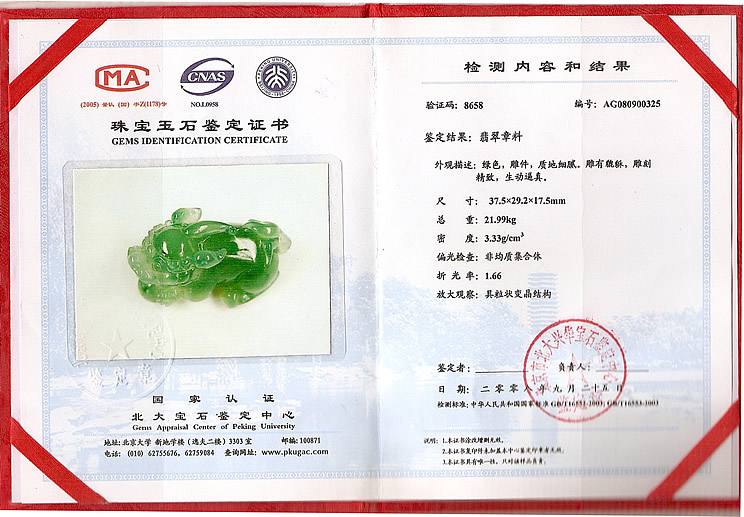 MA
CNAS
(2005) 量认 (国) 字Z(1178)号
NO.L0958
珠宝玉石鉴定证书
GEMS IDENTIFICATION CERTIFICATE
国家认证
北大宝石鉴定中心
Gems Appraisal Center of Peking University
地址:北京大学 新地学楼 (逸夫二楼) 3303室 邮编:100871
电话: (010) 62755676, 62759084 查询网址: www.pkugac.com
检测内容和结果
验证码: 8658 编号: AG080900325
鉴定结果: 翡翠章料
外观描述: 绿色, 雕件, 质地细腻. 雕有貔貅, 雕刻
精致, 生动逼真.
尺 寸: 37.5×29.2×17.5mm
总 重: 21.99kg
密 度: 3.33g/cm³
偏光检查: 非均质集合体
折 光 率: 1.66
放大观察: 具粒状变晶结构
鉴定者: 负责人:
日 期: 二零零八年九月二十五日
检测标准: 中华人民共和国国家标准 GB/T16552-2003; GB/T16553-2003
说明: 1.本证书涂改增删无效.
2.本证书复印件未加盖本中心鉴定印章者无效.
3.本证书具有唯一性, 只对送样品负责.